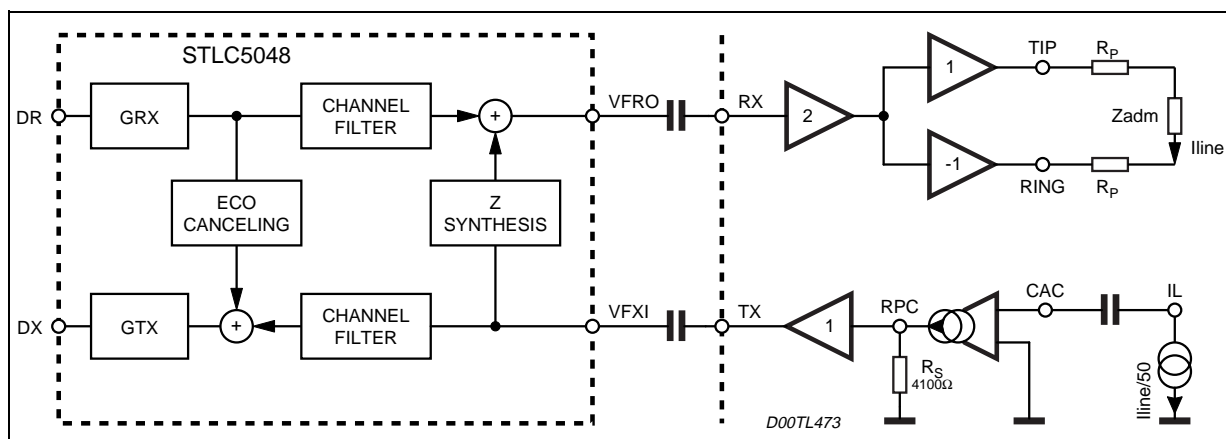 STLC5048
DR
GRX
CHANNEL
FILTER
+
VFRO
RX
2
1
TIP
RP
Zadm
Iline
-1
RING
RP
ECO
CANCELING
Z
SYNTHESIS
DX
GTX
+
CHANNEL
FILTER
VFXI
TX
1
RPC
RS
4100Ω
CAC
IL
Iline/50
D00TL473